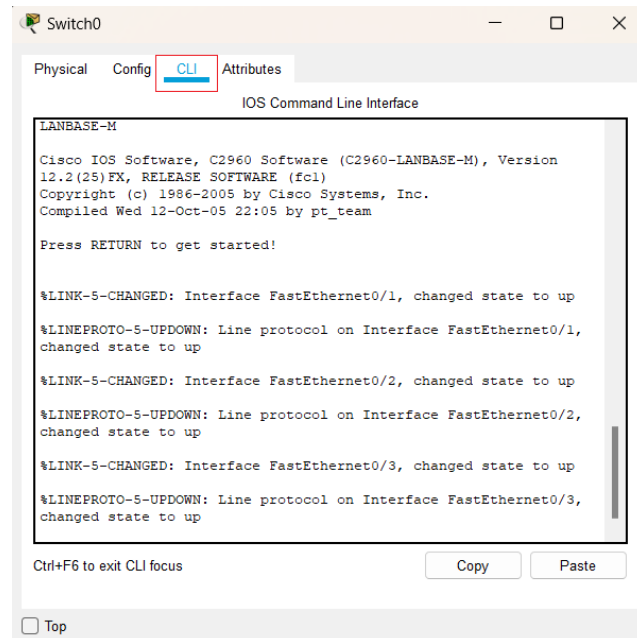 Switch0
Physical Config CLI Attributes
IOS Command Line Interface
LANBASE-M
Cisco IOS Software, C2960 Software (C2960-LANBASE-M), Version
12.2(25)FX, RELEASE SOFTWARE (fc1)
Copyright (c) 1986-2005 by Cisco Systems, Inc.
Compiled Wed 12-Oct-05 22:05 by pt_team
Press RETURN to get started!
%LINK-5-CHANGED: Interface FastEthernet0/1, changed state to up
%LINEPROTO-5-UPDOWN: Line protocol on Interface FastEthernet0/1,
changed state to up
%LINK-5-CHANGED: Interface FastEthernet0/2, changed state to up
%LINEPROTO-5-UPDOWN: Line protocol on Interface FastEthernet0/2,
changed state to up
%LINK-5-CHANGED: Interface FastEthernet0/3, changed state to up
%LINEPROTO-5-UPDOWN: Line protocol on Interface FastEthernet0/3,
changed state to up
Ctrl+F6 to exit CLI focus Copy Paste
Top